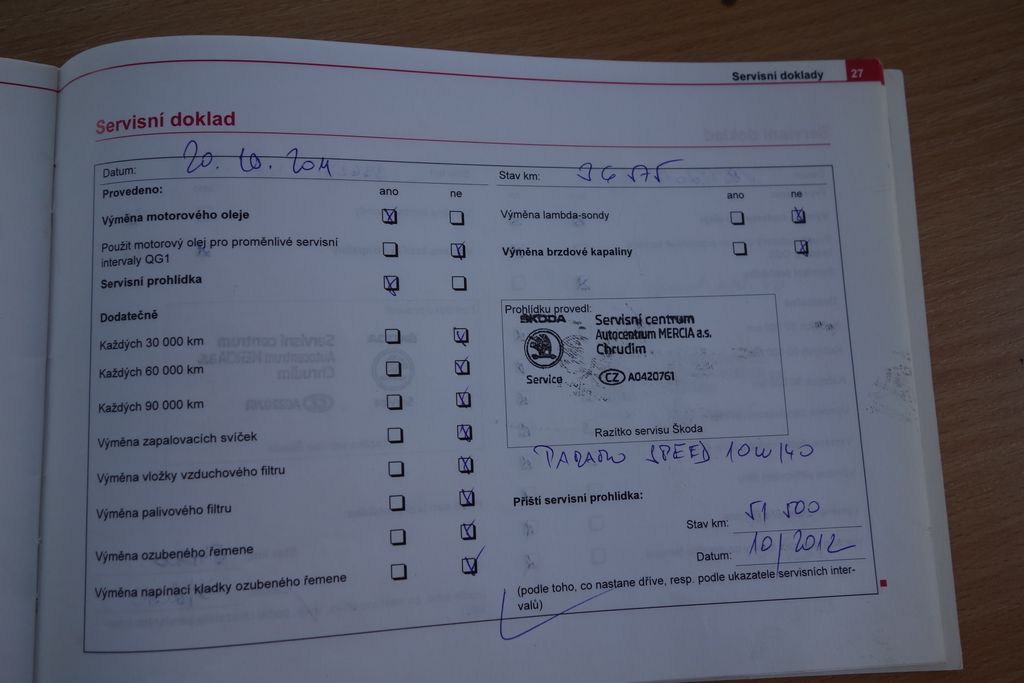 Servisní doklady 27
Servisní doklad
Datum: 20. 10. 2011 Stav km: 36 575
Provedeno: ano ne ano ne
Výměna motorového oleje Výměna lambda-sondy
Použit motorový olej pro proměnlivé servisní
intervaly QG1
Výměna brzdové kapaliny
Servisní prohlídka
Dodatečně
Každých 30 000 km
Každých 60 000 km
Každých 90 000 km
Výměna zapalovacích svíček
Výměna vložky vzduchového filtru
Výměna palivového filtru
Výměna ozubeného řemene
Výměna napínací kladky ozubeného řemene
Prohlídku provedl:
ŠKODA
Service
Servisní centrum
Autocentrum MERCIA a.s.
Chrudim
CZ A0420761
Razítko servisu Škoda
SPEED 10W/40
Příští servisní prohlídka:
Stav km: 51 500
Datum: 10/2012
(podle toho, co nastane dříve, resp. podle ukazatele servisních inter-
valů)